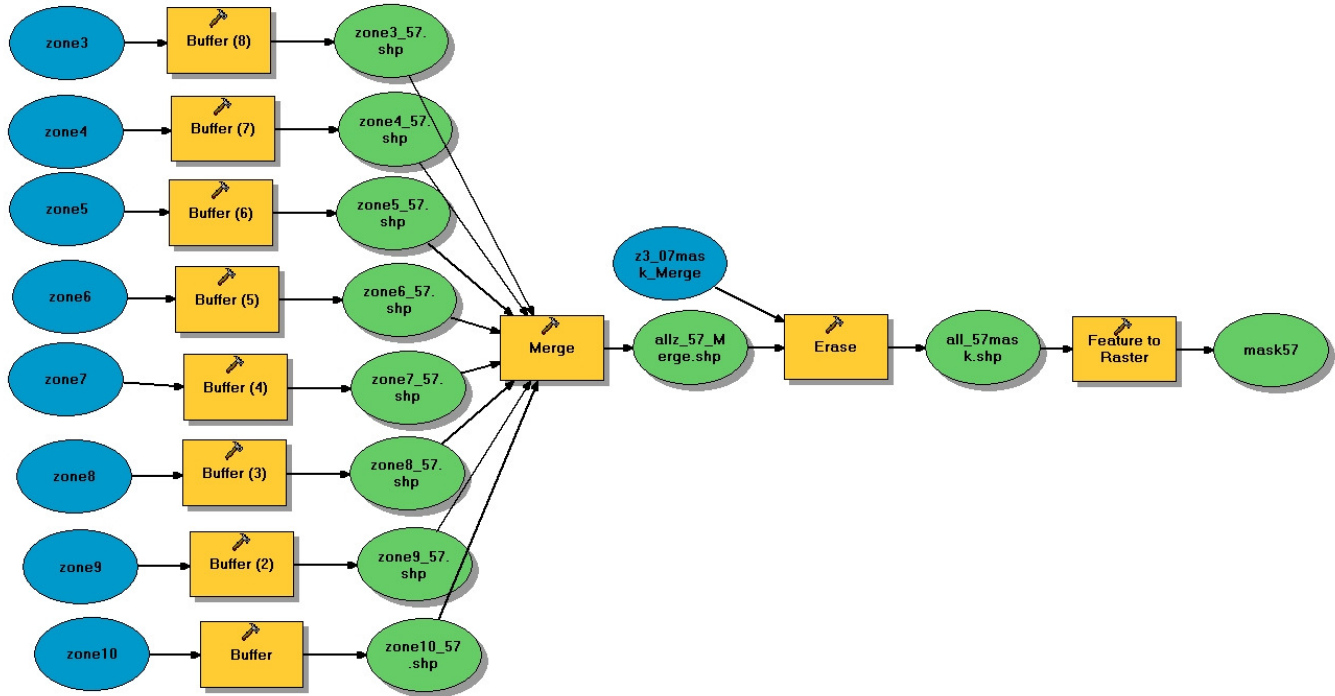 zone3
Buffer (8)
zone3_57.
shp
zone4
Buffer (7)
zone4_57.
shp
zone5
Buffer (6)
zone5_57.
shp
zone6
Buffer (5)
zone6_57.
shp
zone7
Buffer (4)
zone7_57.
shp
zone8
Buffer (3)
zone8_57.
shp
zone9
Buffer (2)
zone9_57.
shp
zone10
Buffer
zone10_57
.shp
Merge
allz_57_M
erge.shp
z3_07mas
k_Merge
Erase
all_57mas
k.shp
Feature to
Raster
mask57